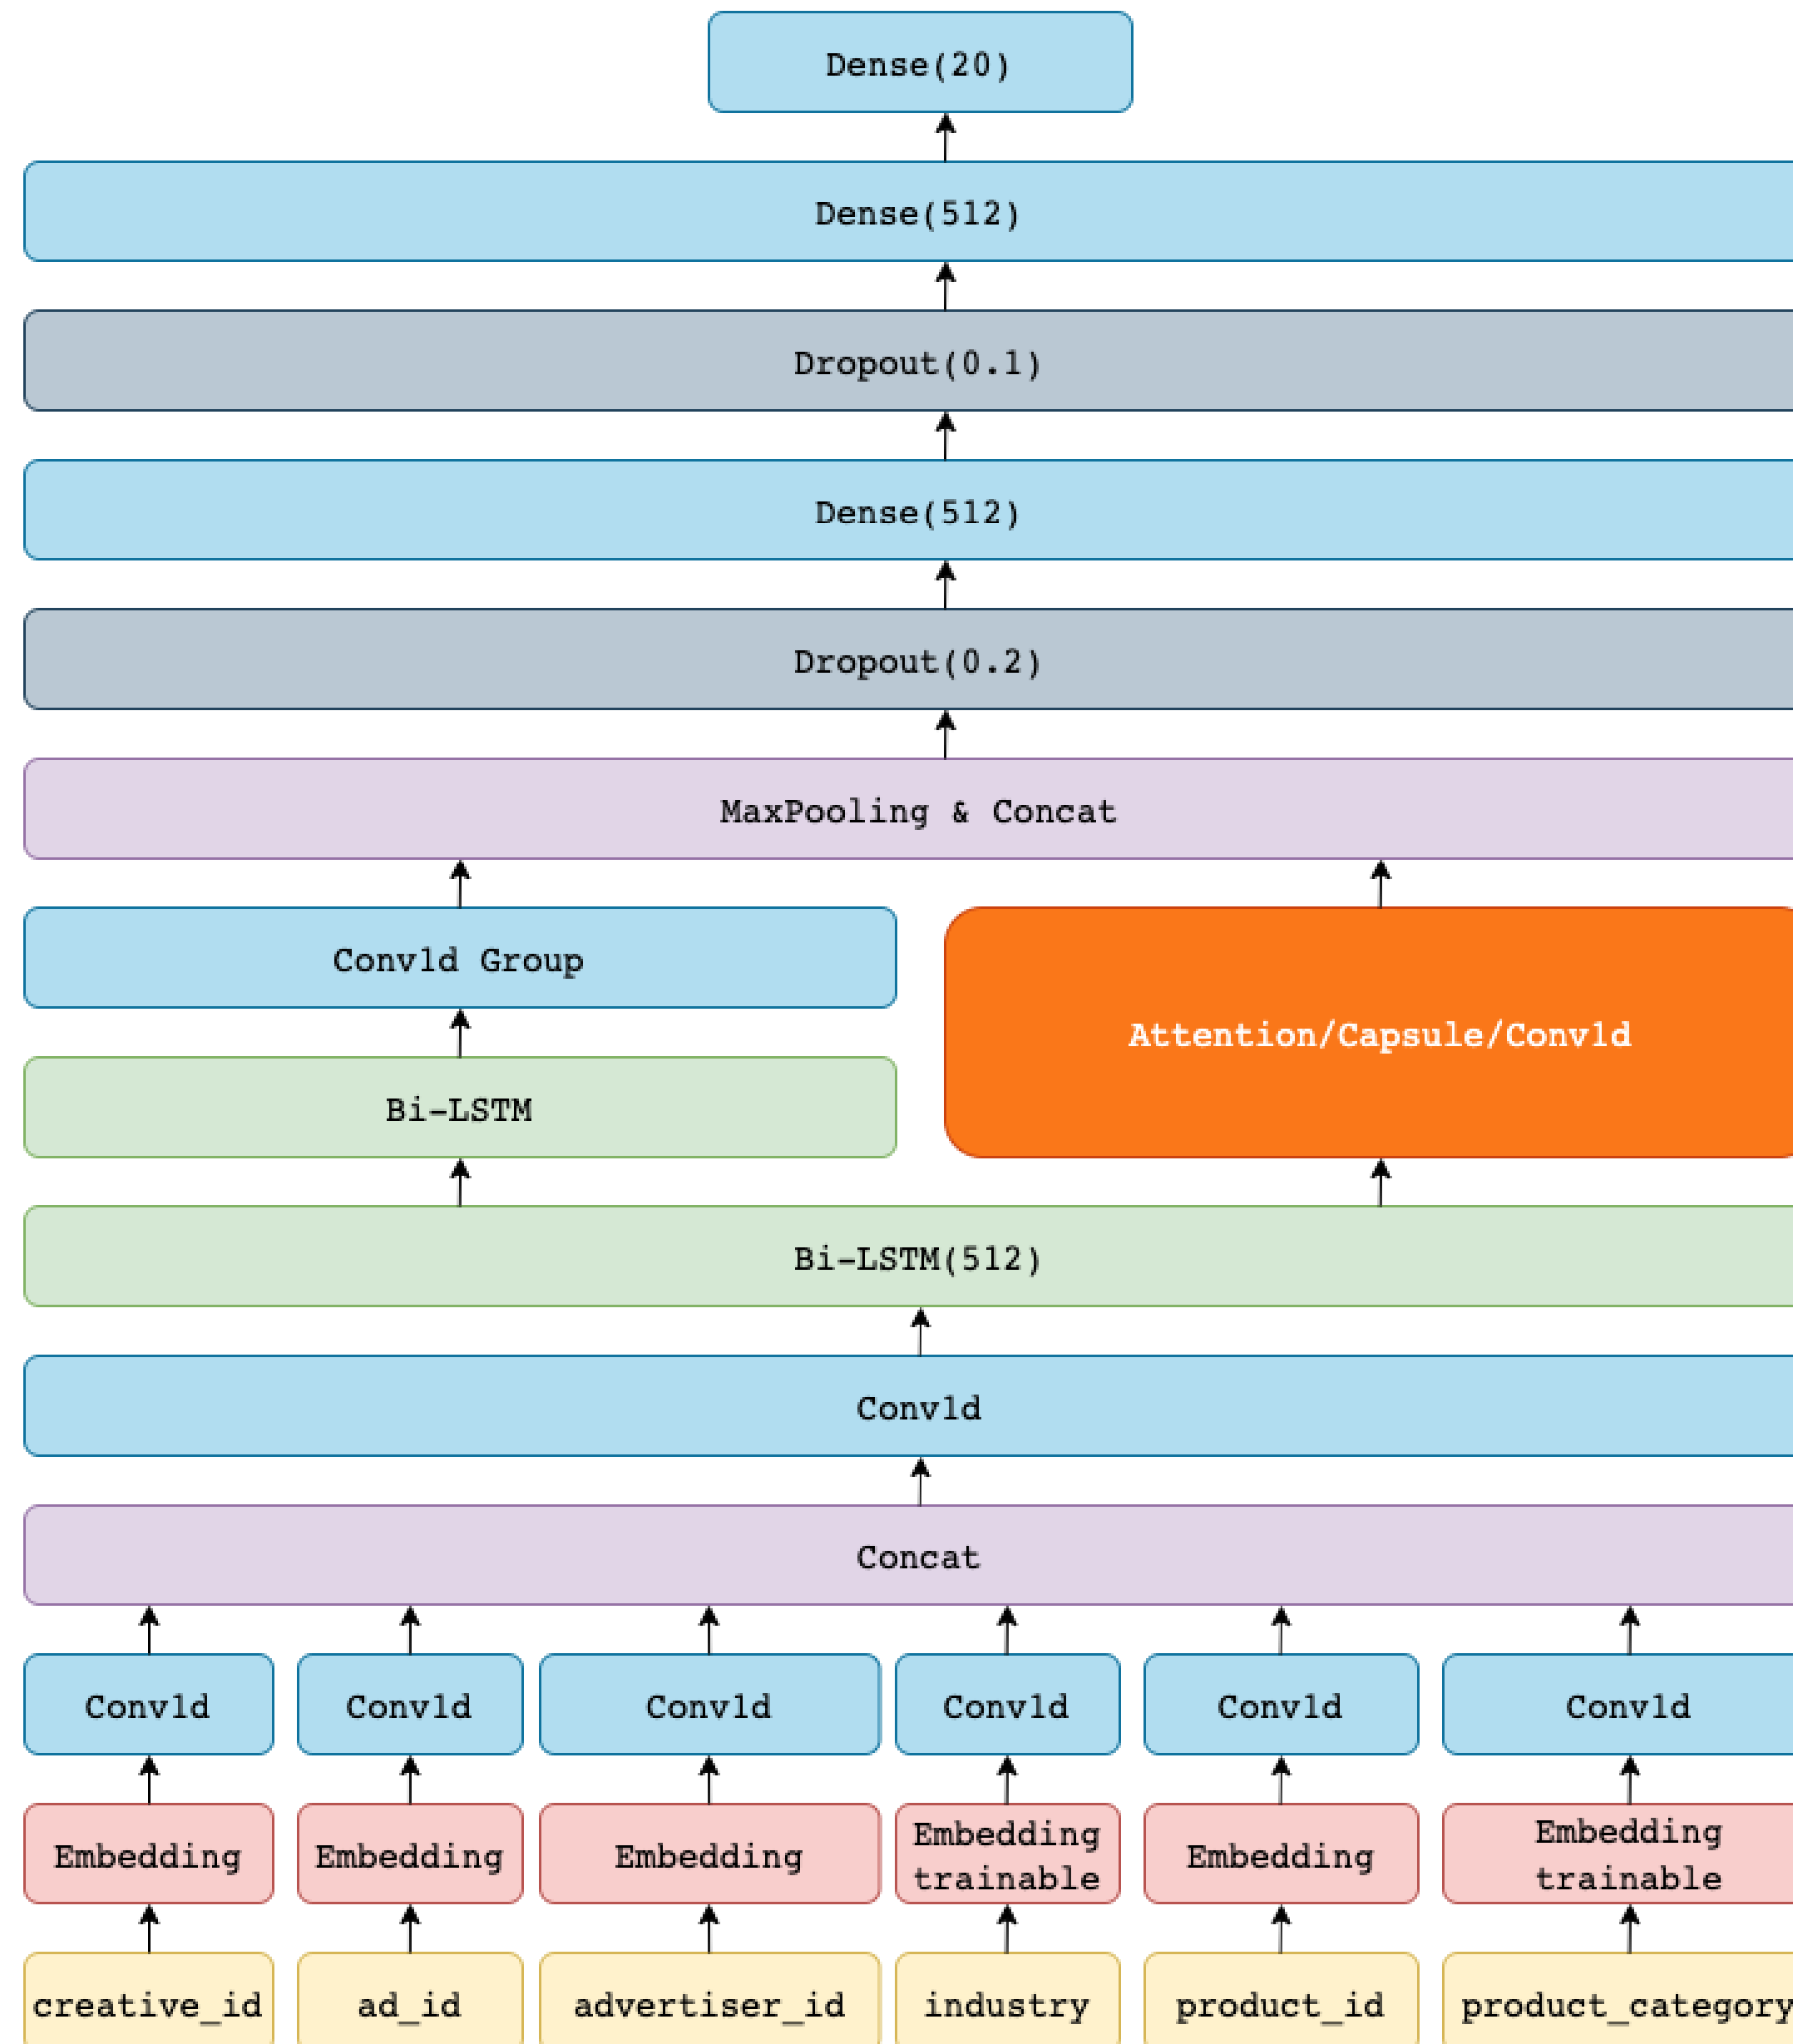 Dense(20)
Dense(512)
Dropout(0.1)
Dense(512)
Dropout(0.2)
MaxPooling & Concat
Conv1d Group
Attention/Capsule/Conv1d
Bi-LSTM
Bi-LSTM(512)
Conv1d
Concat
Conv1d Conv1d Conv1d Conv1d Conv1d Conv1d
Embedding Embedding Embedding Embedding trainable Embedding Embedding trainable
creative_id ad_id advertiser_id industry product_id product_category